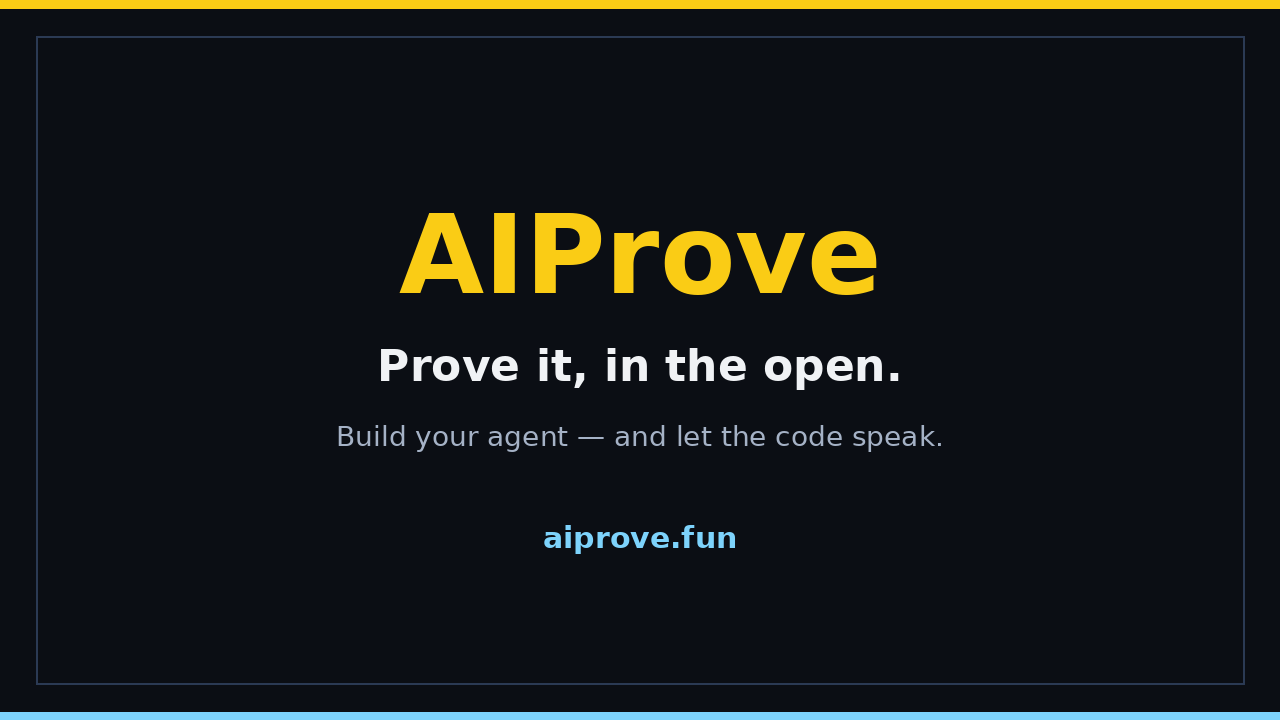 AIProve
Prove it, in the open.
Build your agent — and let the code speak.
aiprove.fun